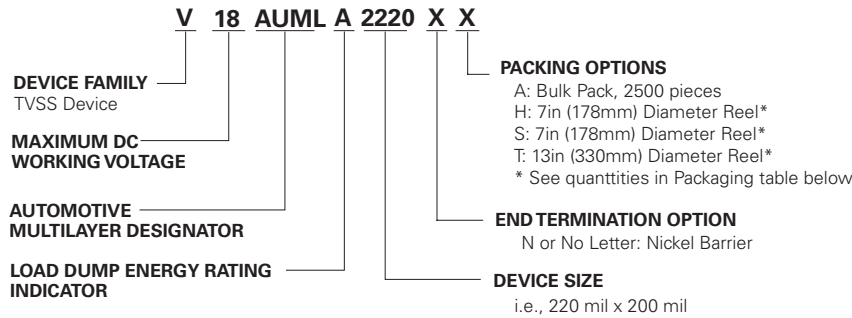 V 18 AUML A 2220 X X
DEVICE FAMILY
TVSS Device
MAXIMUM DC
WORKING VOLTAGE
AUTOMOTIVE
MULTILAYER DESIGNATOR
LOAD DUMP ENERGY RATING
INDICATOR
PACKING OPTIONS
A: Bulk Pack, 2500 pieces
H: 7in (178mm) Diameter Reel*
S: 7in (178mm) Diameter Reel*
T: 13in (330mm) Diameter Reel*
* See quanttities in Packaging table below
END TERMINATION OPTION
N or No Letter: Nickel Barrier
DEVICE SIZE
i.e., 220 mil x 200 mil